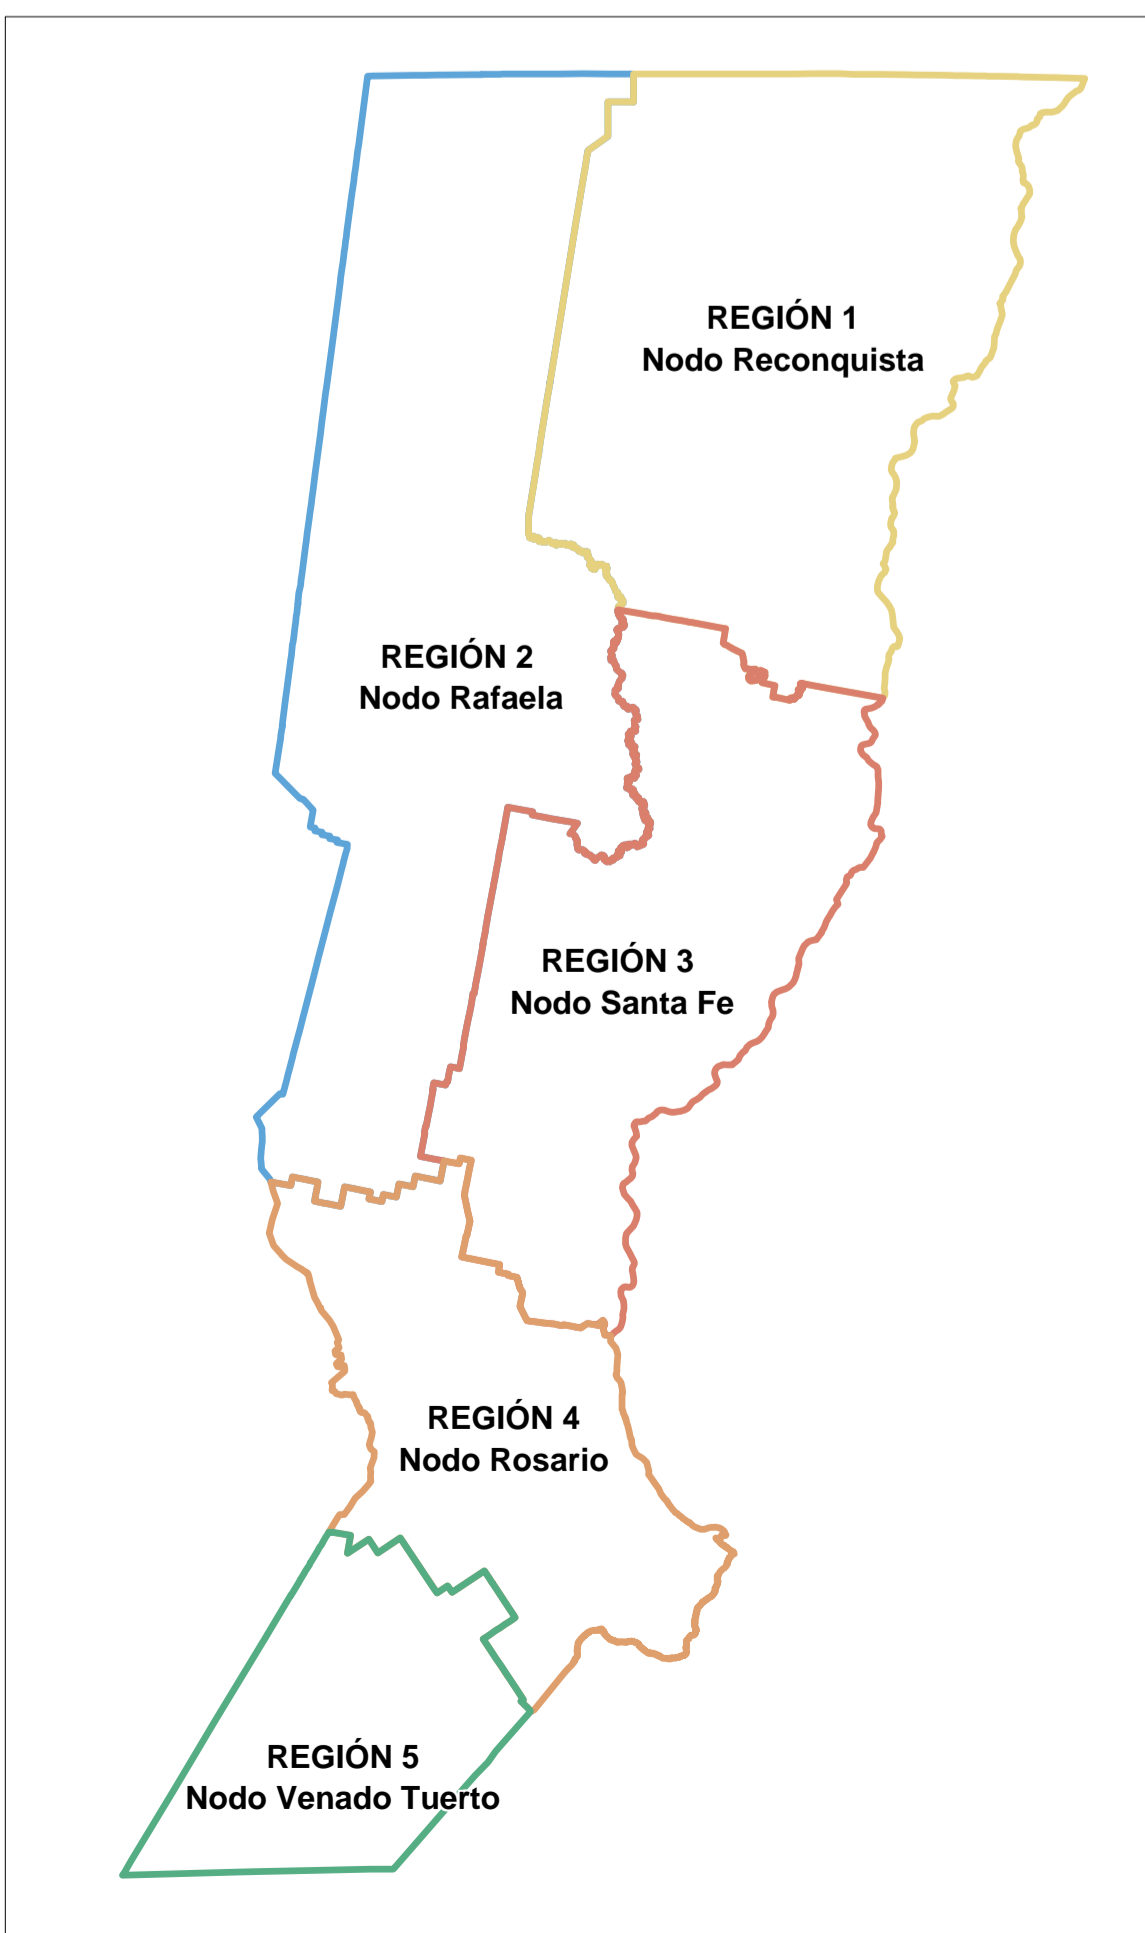 REGIÓN 1
Nodo Reconquista
REGIÓN 2
Nodo Rafaela
REGIÓN 3
Nodo Santa Fe
REGIÓN 4
Nodo Rosario
REGIÓN 5
Nodo Venado Tuerto